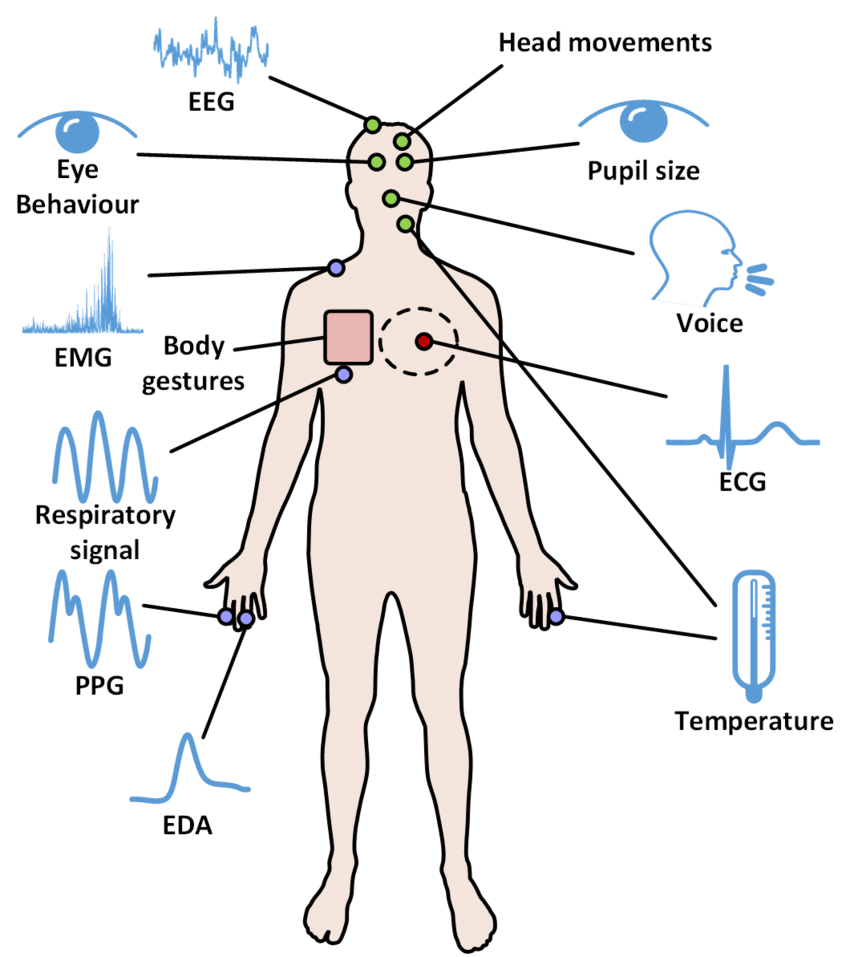 EEG
Head movements
Eye
Behaviour
Pupil size
EMG
Body
gestures
Voice
Respiratory
signal
ECG
PPG
Temperature
EDA